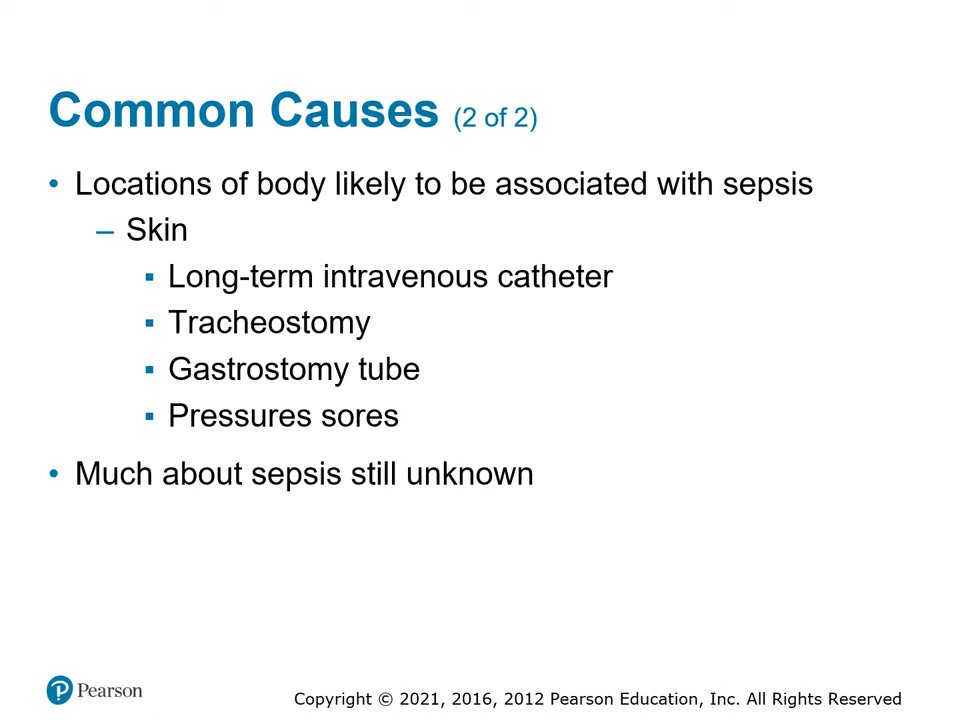 Common Causes (2 of 2)
• Locations of body likely to be associated with sepsis
– Skin
▪ Long-term intravenous catheter
▪ Tracheostomy
▪ Gastrostomy tube
▪ Pressures sores
• Much about sepsis still unknown
Pearson
Copyright © 2021, 2016, 2012 Pearson Education, Inc. All Rights Reserved